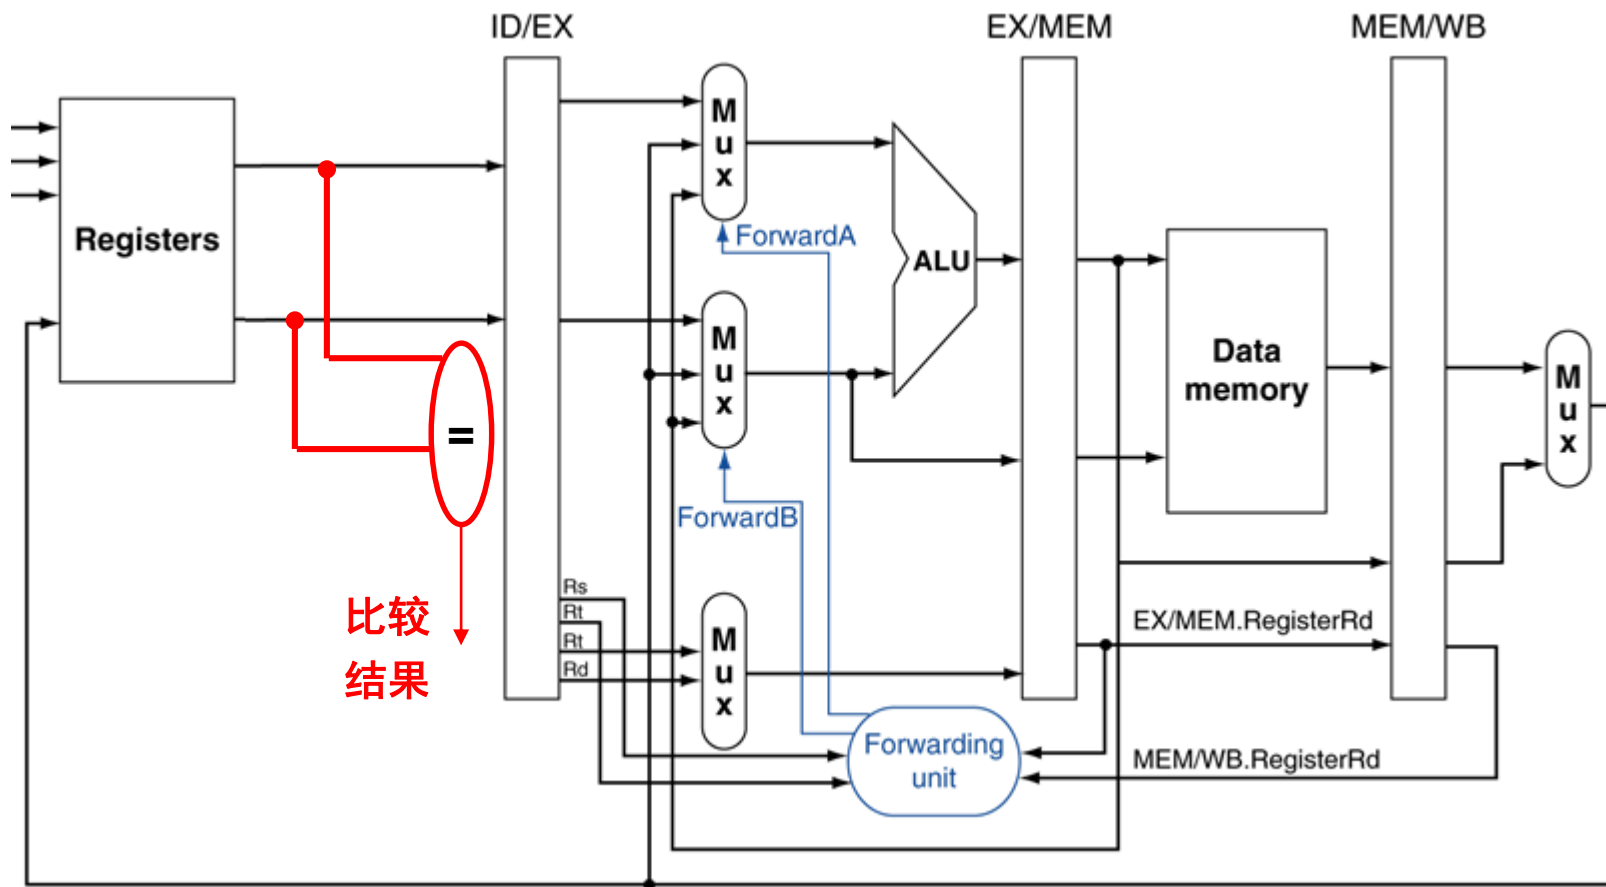 ID/EX
EX/MEM
MEM/WB
Registers
M
u
x
ForwardA
ALU
M
u
x
ForwardB
=
Data
memory
M
u
x
比较
结果
Rs
Rt
Rt
Rd
M
u
x
EX/MEM.RegisterRd
Forwarding
unit
MEM/WB.RegisterRd